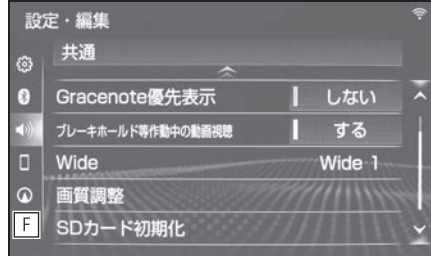 設定・編集
共通
Gracenote優先表示 しない
ブレーキホールド等作動中の動画視聴 する
Wide Wide 1
画質調整
F
SDカード初期化